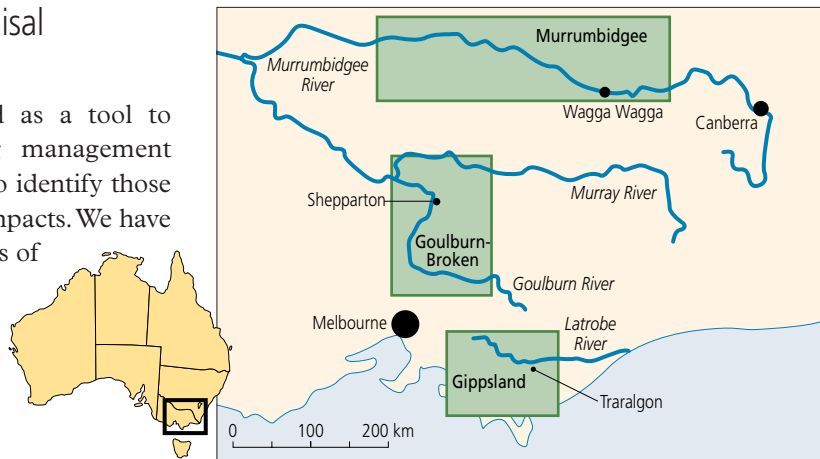 isal
as a tool to
management
o identify those
npacts. We have
s of
Murrumbidgee
Murrumbidgee
River
Wagga Wagga
Canberra
Shepparton
Murray River
Goulburn-
Broken
Goulburn River
Melbourne
Latrobe
River
Gippsland
Traralgon
0 100 200 km